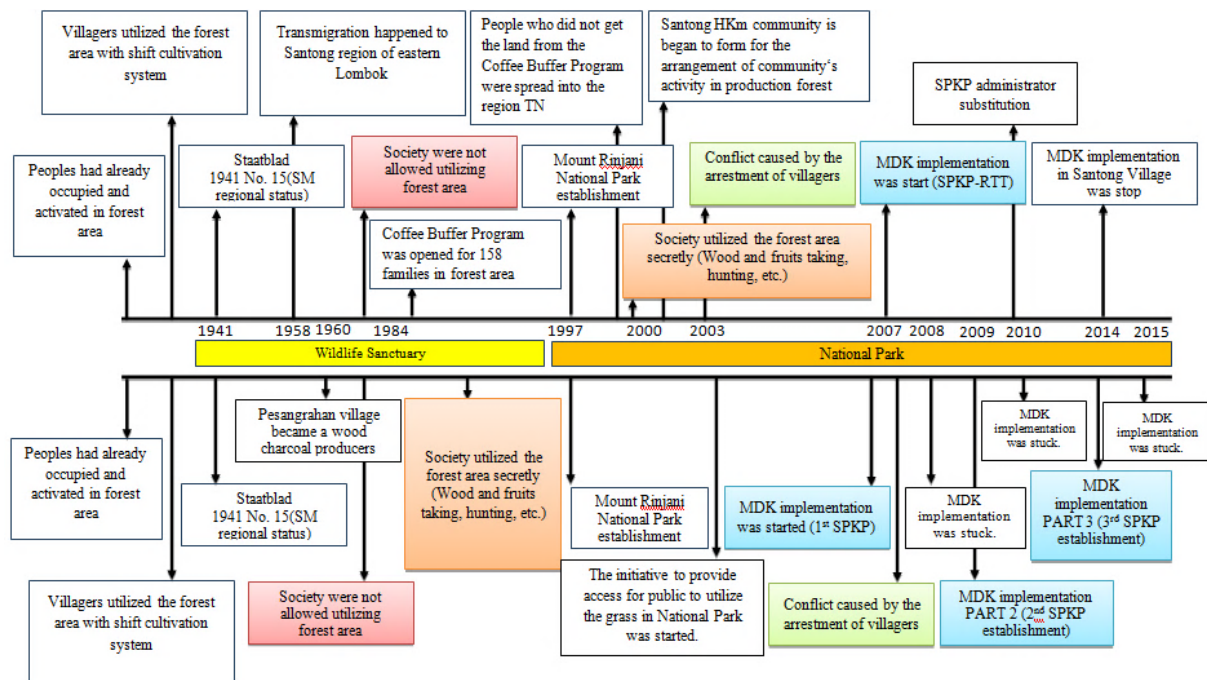 Villagers utilized the forest
area with shift cultivation
system
Transmigration happened to
Santong region of eastern
Lombok
People who did not get
the land from the
Coffee Buffer Program
were spread into the
region TN
Santong HKm community is
began to form for the
arrangement of community's
activity in production forest
SPKP administrator
substitution
Peoples had already
occupied and
activated in forest
area
Staatblad
1941 No. 15(SM
regional status)
Society were not
allowed utilizing
forest area
Mount Rinjani
National Park
establishment
Conflict caused by the
arrestment of villagers
MDK implementation
was start (SPKP-RTT)
MDK implementation
in Santong Village
was stop
Coffee Buffer Program
was opened for 158
families in forest area
Society utilized the forest area
secretly (Wood and fruits taking,
hunting, etc.)
1941 1958 1960 1984 1997 2000 2003 2007 2008 2009 2010 2014 2015
Wildlife Sanctuary
National Park
Peoples had already
occupied and
activated in forest
area
Pesangrahan village
became a wood
charcoal producers
Society utilized the
forest area secretly
(Wood and fruits
taking, hunting, etc.)
MDK
implementation
was stuck.
MDK
implementation
was stuck.
Staatblad
1941 No. 15(SM
regional status)
Mount Rinjani
National Park
establishment
MDK implementation
was started (1st SPKP)
MDK
implementation
was stuck.
MDK
implementation
PART 3 (3rd SPKP
establishment)
Villagers utilized the forest
area with shift cultivation
system
Society were not
allowed utilizing
forest area
The initiative to provide
access for public to utilize
the grass in National Park
was started.
Conflict caused by the
arrestment of villagers
MDK implementation
PART 2 (2nd SPKP
establishment)